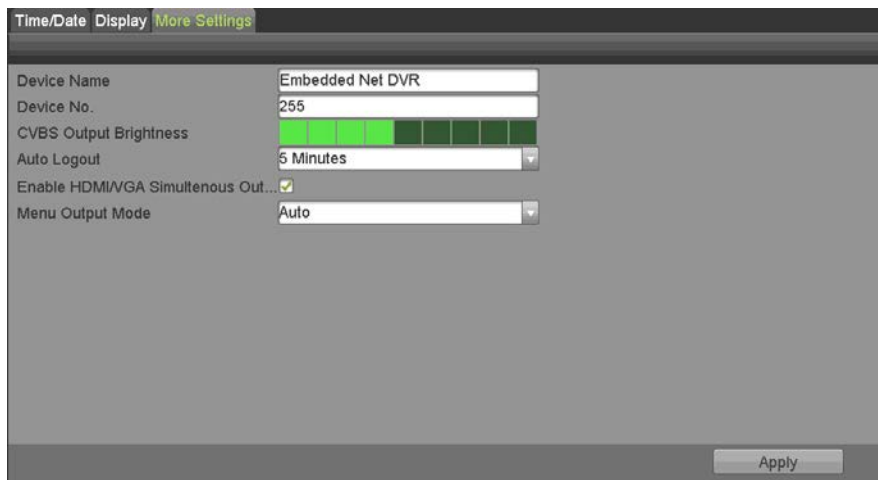 Time/Date Display More Settings
Device Name Embedded Net DVR
Device No. 255
CVBS Output Brightness
Auto Logout 5 Minutes
Enable HDMI/VGA Simultenous Out...
Menu Output Mode Auto
Apply